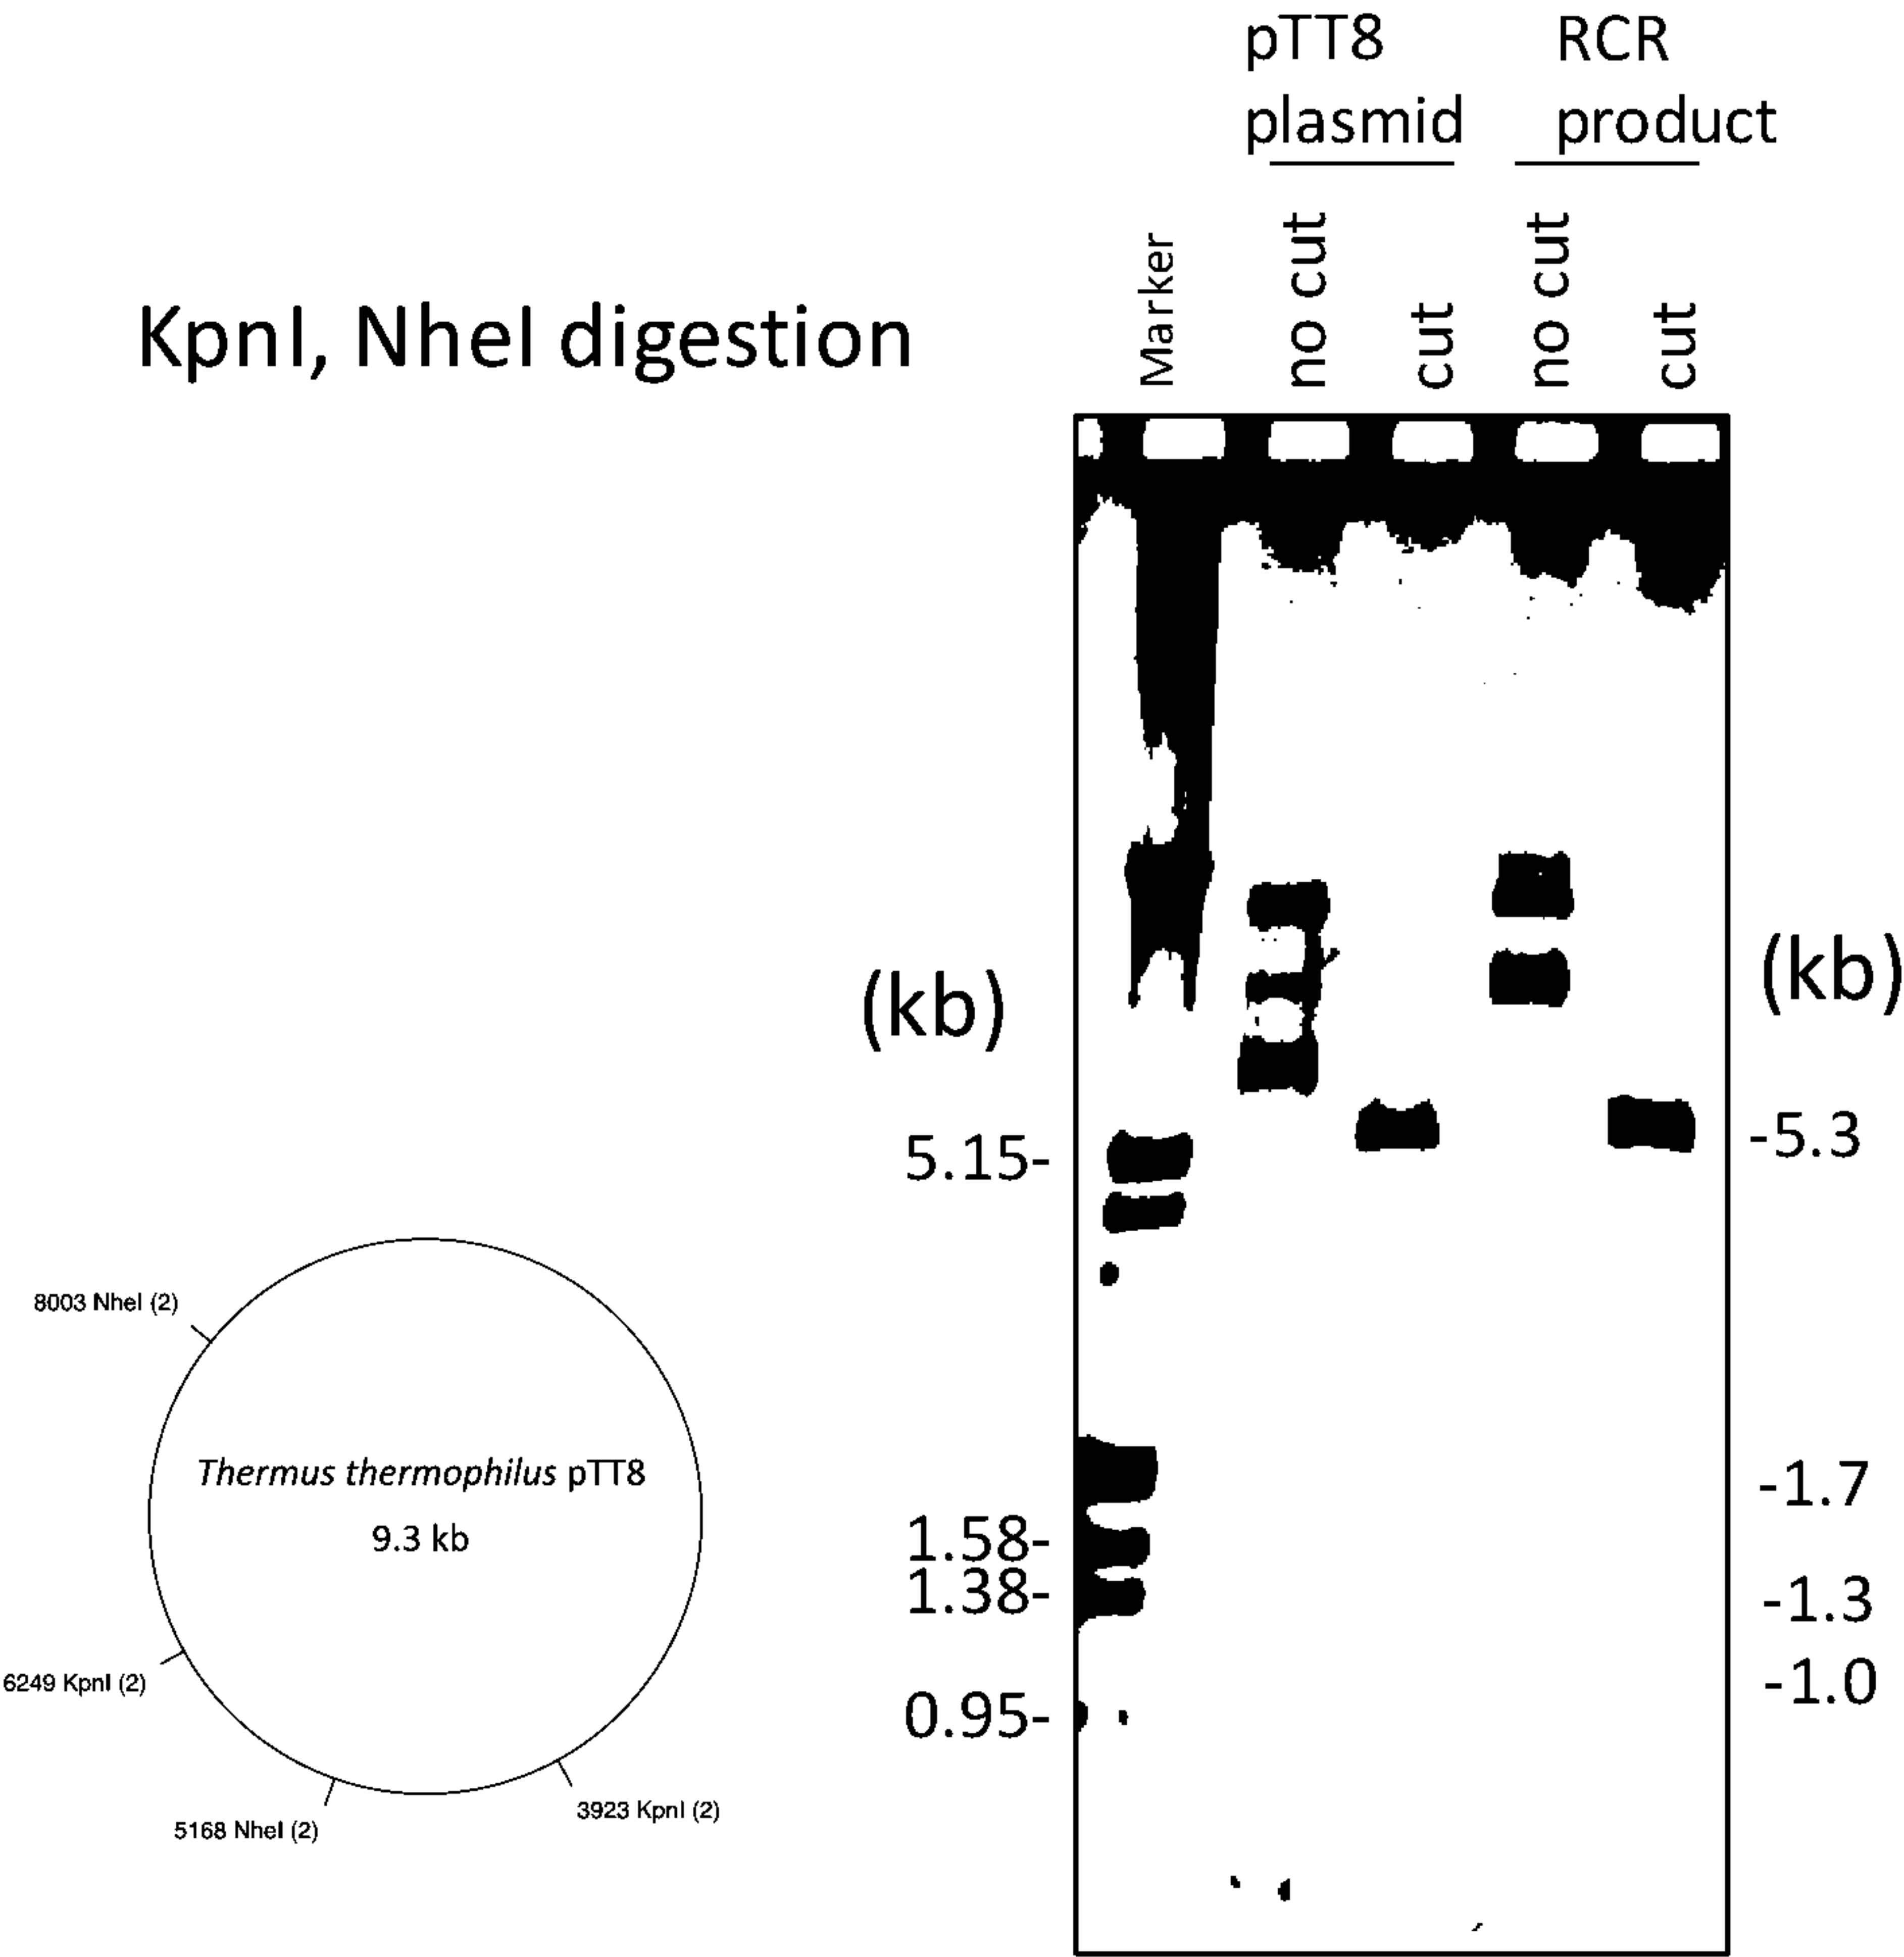 pTT8
plasmid
RCR
product
KpnI, NheI digestion
Marker
no cut
cut
no cut
cut
(kb)
5.15-
1.58-
1.38-
0.95-
(kb)
-5.3
-1.7
-1.3
-1.0
8003 NheI (2)
Thermus thermophilus pTT8
9.3 kb
6249 KpnI (2)
5168 NheI (2)
3923 KpnI (2)